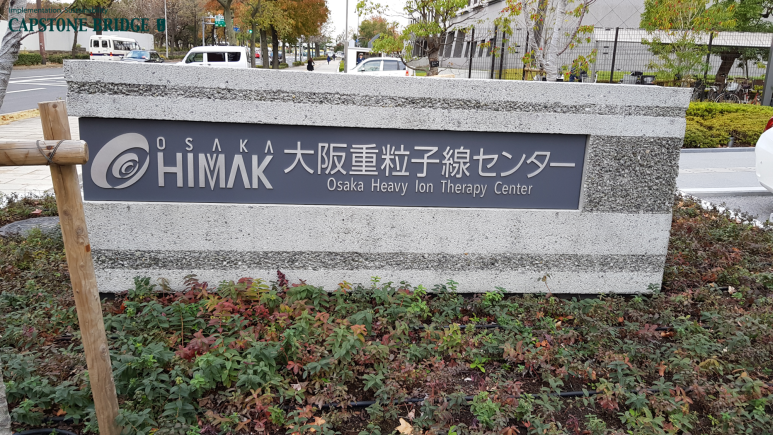 Implementation
CAPSTONE BRIDGE
OSAKA
HIMAK
大阪重粒子線センター
Osaka Heavy Ion Therapy Center